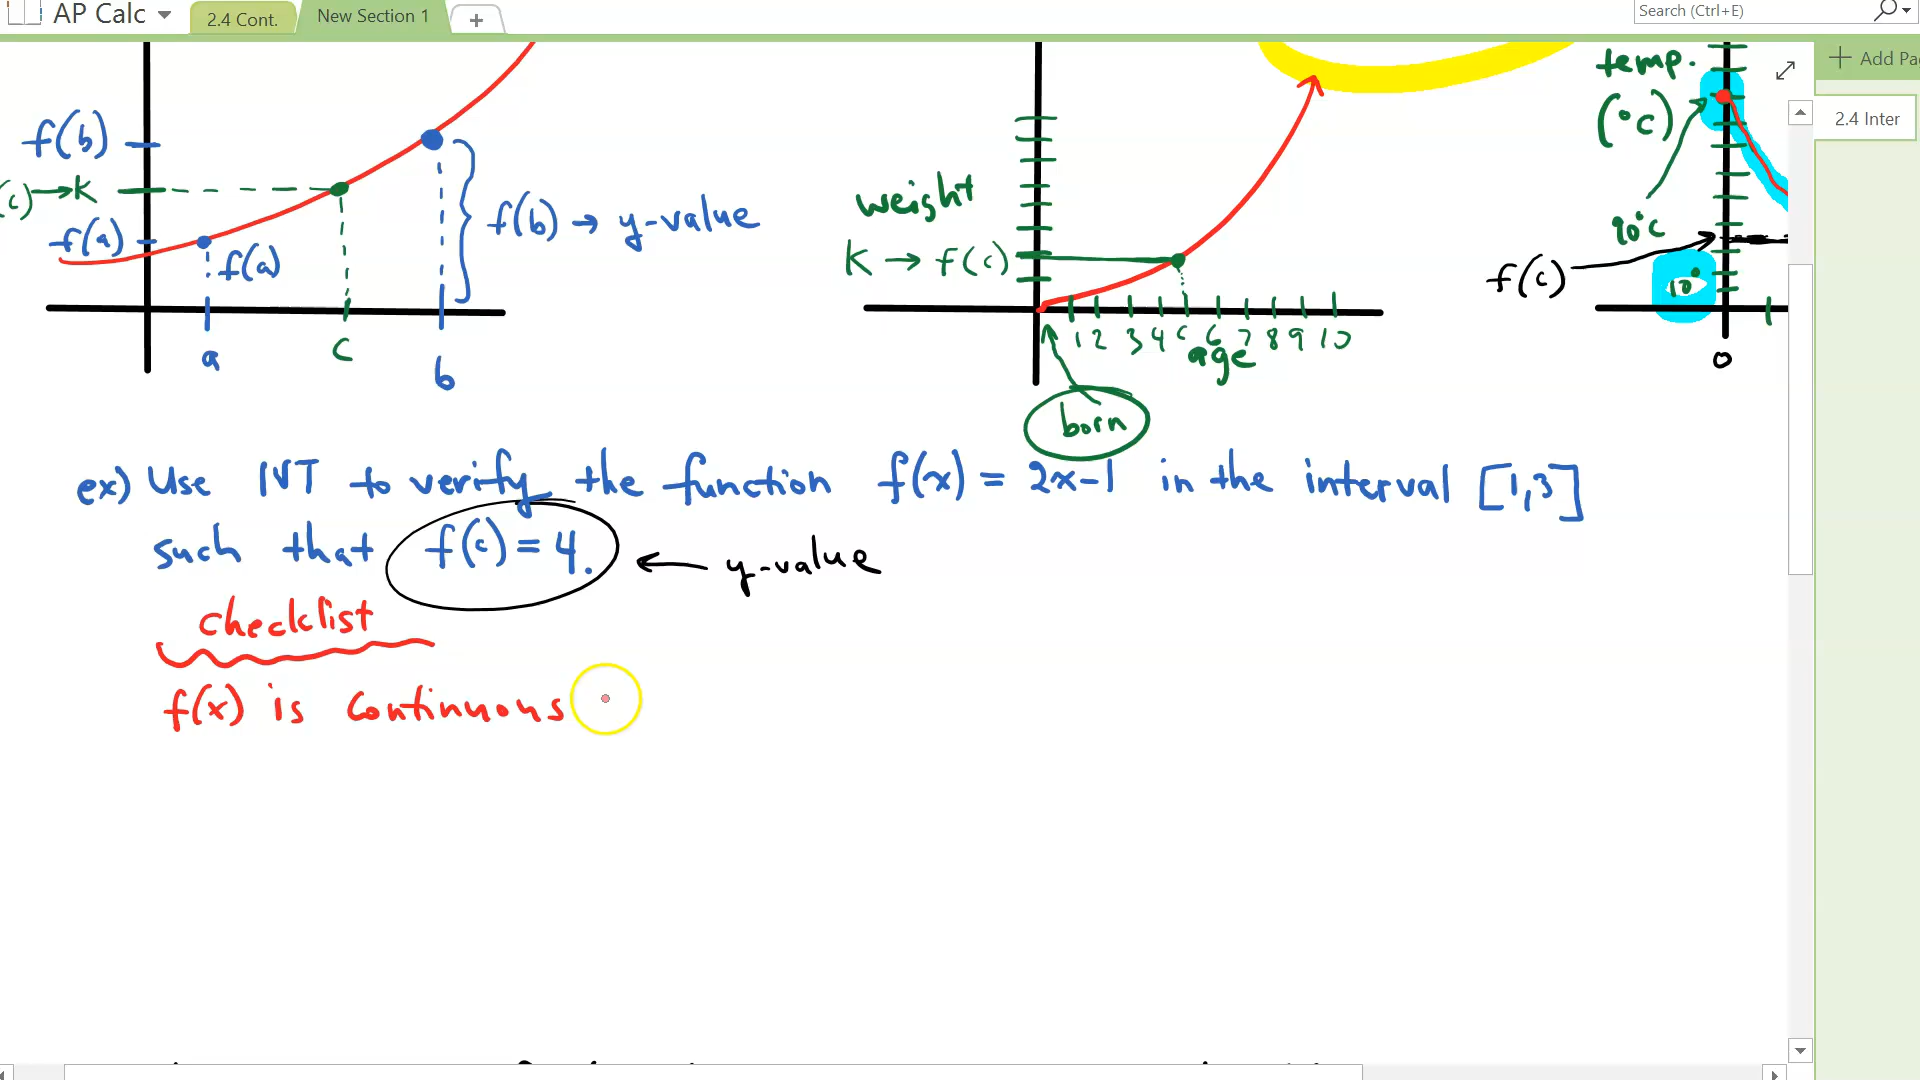 AP Calc
2.4 Cont.
New Section 1
Search (Ctrl+E)
Add Pa
2.4 Inter
f(b)
(c) → K
f(a)
f(a)
f(b) → y-value
a
c
b
weight
K → f(c)
1 2 3 4 5 6 7 8 9 10
age
born
temp.
(°C)
90°C
f(c)
10°
0
ex) Use IVT to verify the function f(x) = 2x-1 in the interval [1,3]
such that f(c) = 4. ← y-value
checklist
f(x) is continuous